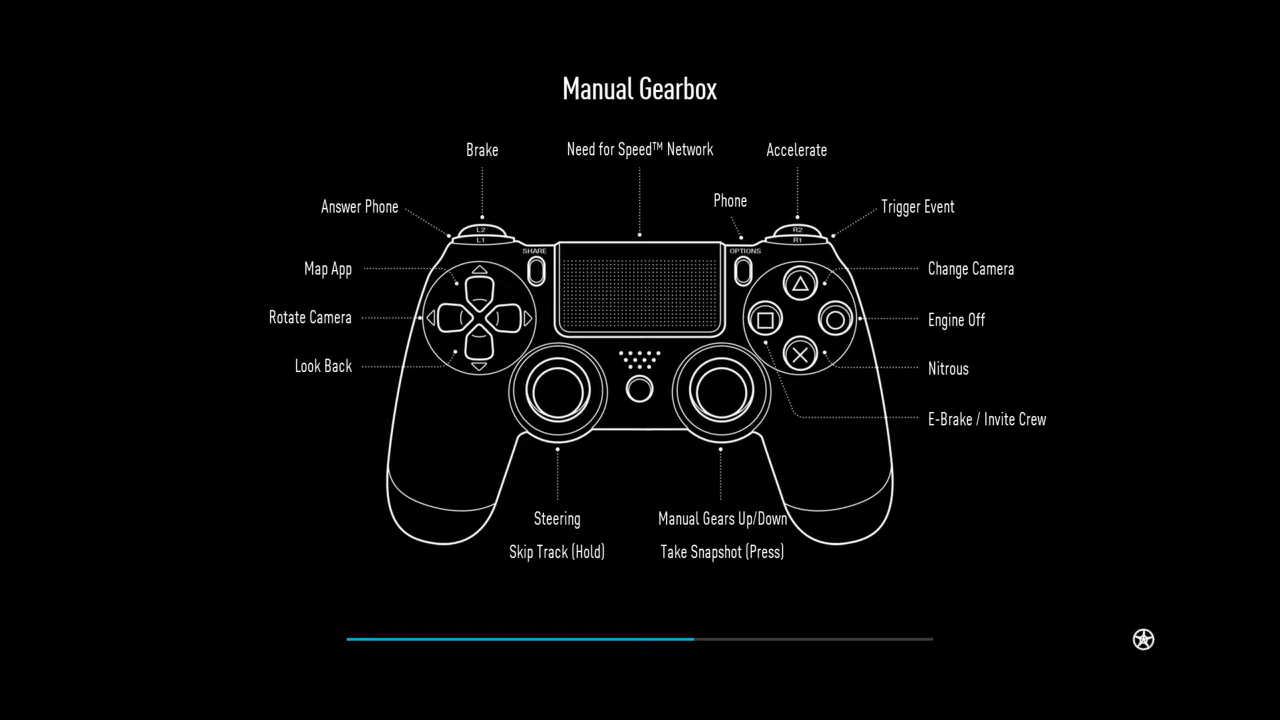 Manual Gearbox
Brake
Need for Speed™ Network
Accelerate
Phone
Answer Phone
Trigger Event
L2
R2
L1
R1
SHARE
OPTIONS
Map App
Change Camera
Rotate Camera
Engine Off
Look Back
Nitrous
E-Brake / Invite Crew
Steering
Manual Gears Up/Down
Skip Track (Hold)
Take Snapshot (Press)